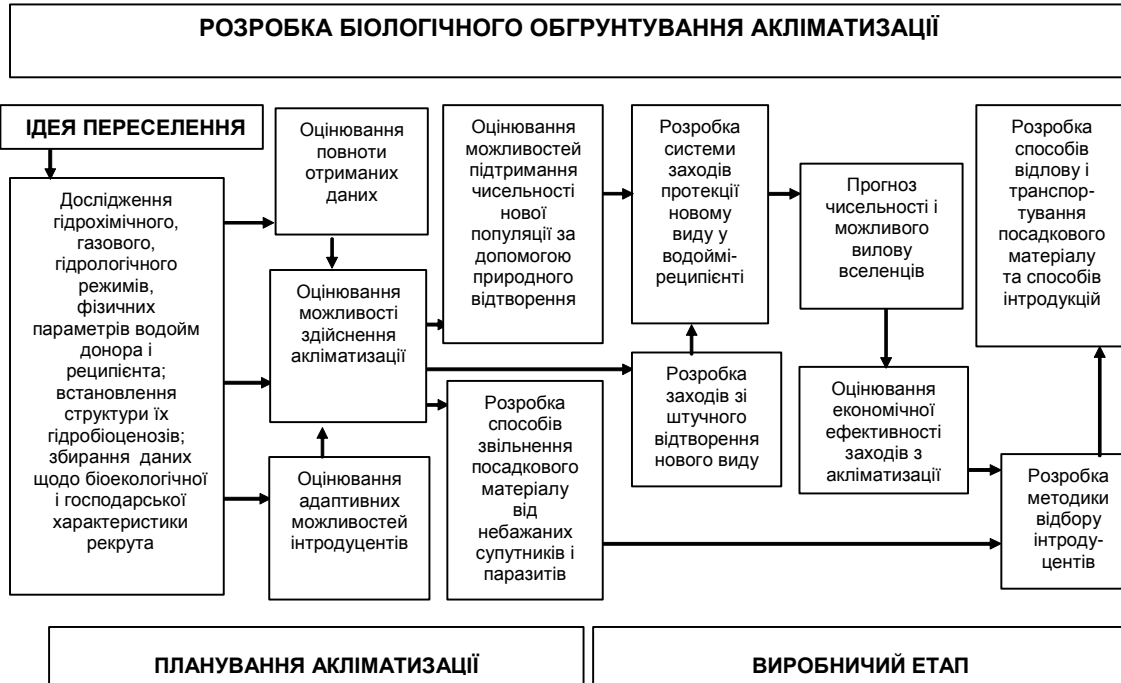 РОЗРОБКА БІОЛОГІЧНОГО ОБГРУНТУВАННЯ АКЛІМАТИЗАЦІЇ
ІДЕЯ ПЕРЕСЕЛЕННЯ
Дослідження
гідрохімічного,
газового,
гідрологічного
режимів,
фізичних
параметрів водойм
донора і
реципієнта;
встановлення
структури їх
гідробіоценозів;
збирання даних
щодо біоекологічної
і господарської
характеристики
рекрута
Оцінювання
повноти
отриманих
даних
Оцінювання
можливості
здійснення
акліматизації
Оцінювання
адаптивних
можливостей
інтродуцентів
Оцінювання
можливостей
підтримання
чисельності
нової
популяції за
допомогою
природного
відтворення
Розробка
способів
звільнення
посадкового
матеріалу
від
небажаних
супутників і
паразитів
Розробка
системи
заходів
протекції
новому
виду у
водоймі-
реципієнті
Розробка
заходів зі
штучного
відтворення
нового виду
Прогноз
чисельності і
можливого
вилову
вселенців
Оцінювання
економічної
ефективності
заходів з
акліматизації
Розробка
способів
відлову і
транспор-
тування
посадкового
матеріалу
та способів
інтродукцій
Розробка
методики
відбору
інтроду-
центів
ПЛАНУВАННЯ АКЛІМАТИЗАЦІЇ
ВИРОБНИЧИЙ ЕТАП